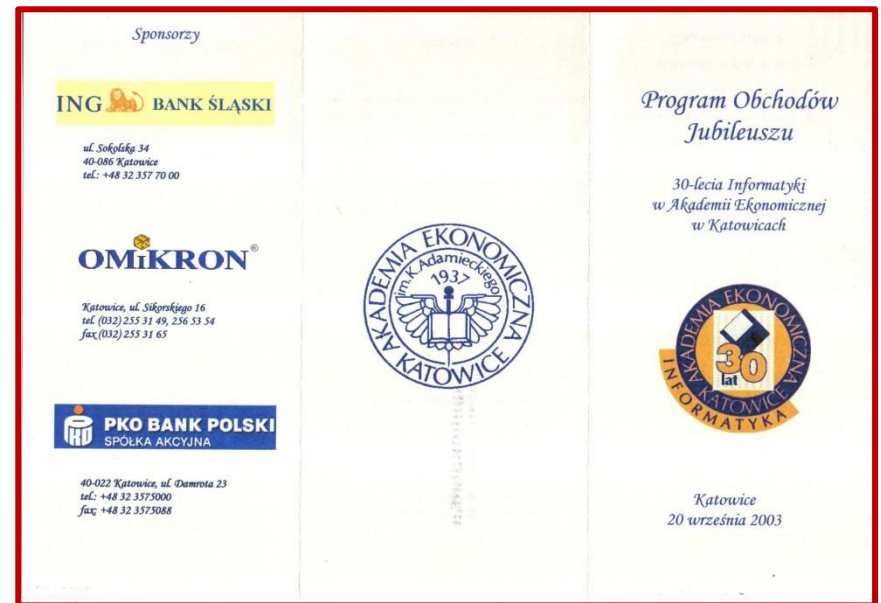 Sponsorzy
ING BANK ŚLĄSKI
ul. Sokolska 34
40-086 Katowice
tel.: +48 32 357 70 00
OMiKRON®
Katowice, ul. Sikorskiego 16
tel. (032) 255 31 49, 256 53 54
fax (032) 255 31 65
PKO BANK POLSKI
SPÓŁKA AKCYJNA
40-022 Katowice, ul. Damrota 23
tel.: +48 32 3575000
fax; +48 32 3575088
AKADEMIA EKONOMICZNA
im.K.Adamieckiego
1937
KATOWICE
Program Obchodów
Jubileuszu
30-lecia Informatyki
w Akademii Ekonomicznej
w Katowicach
AKADEMIA EKONOMICZNA
30
lat
KATOWICE
INFORMATYKA
Katowice
20 września 2003